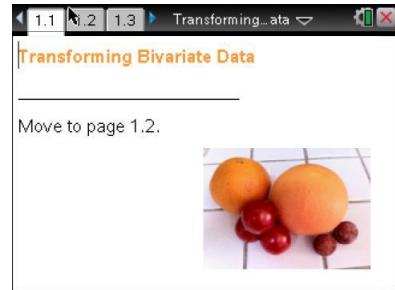 1.1 1.2 1.3 Transforming...ata
Transforming Bivariate Data
Move to page 1.2.